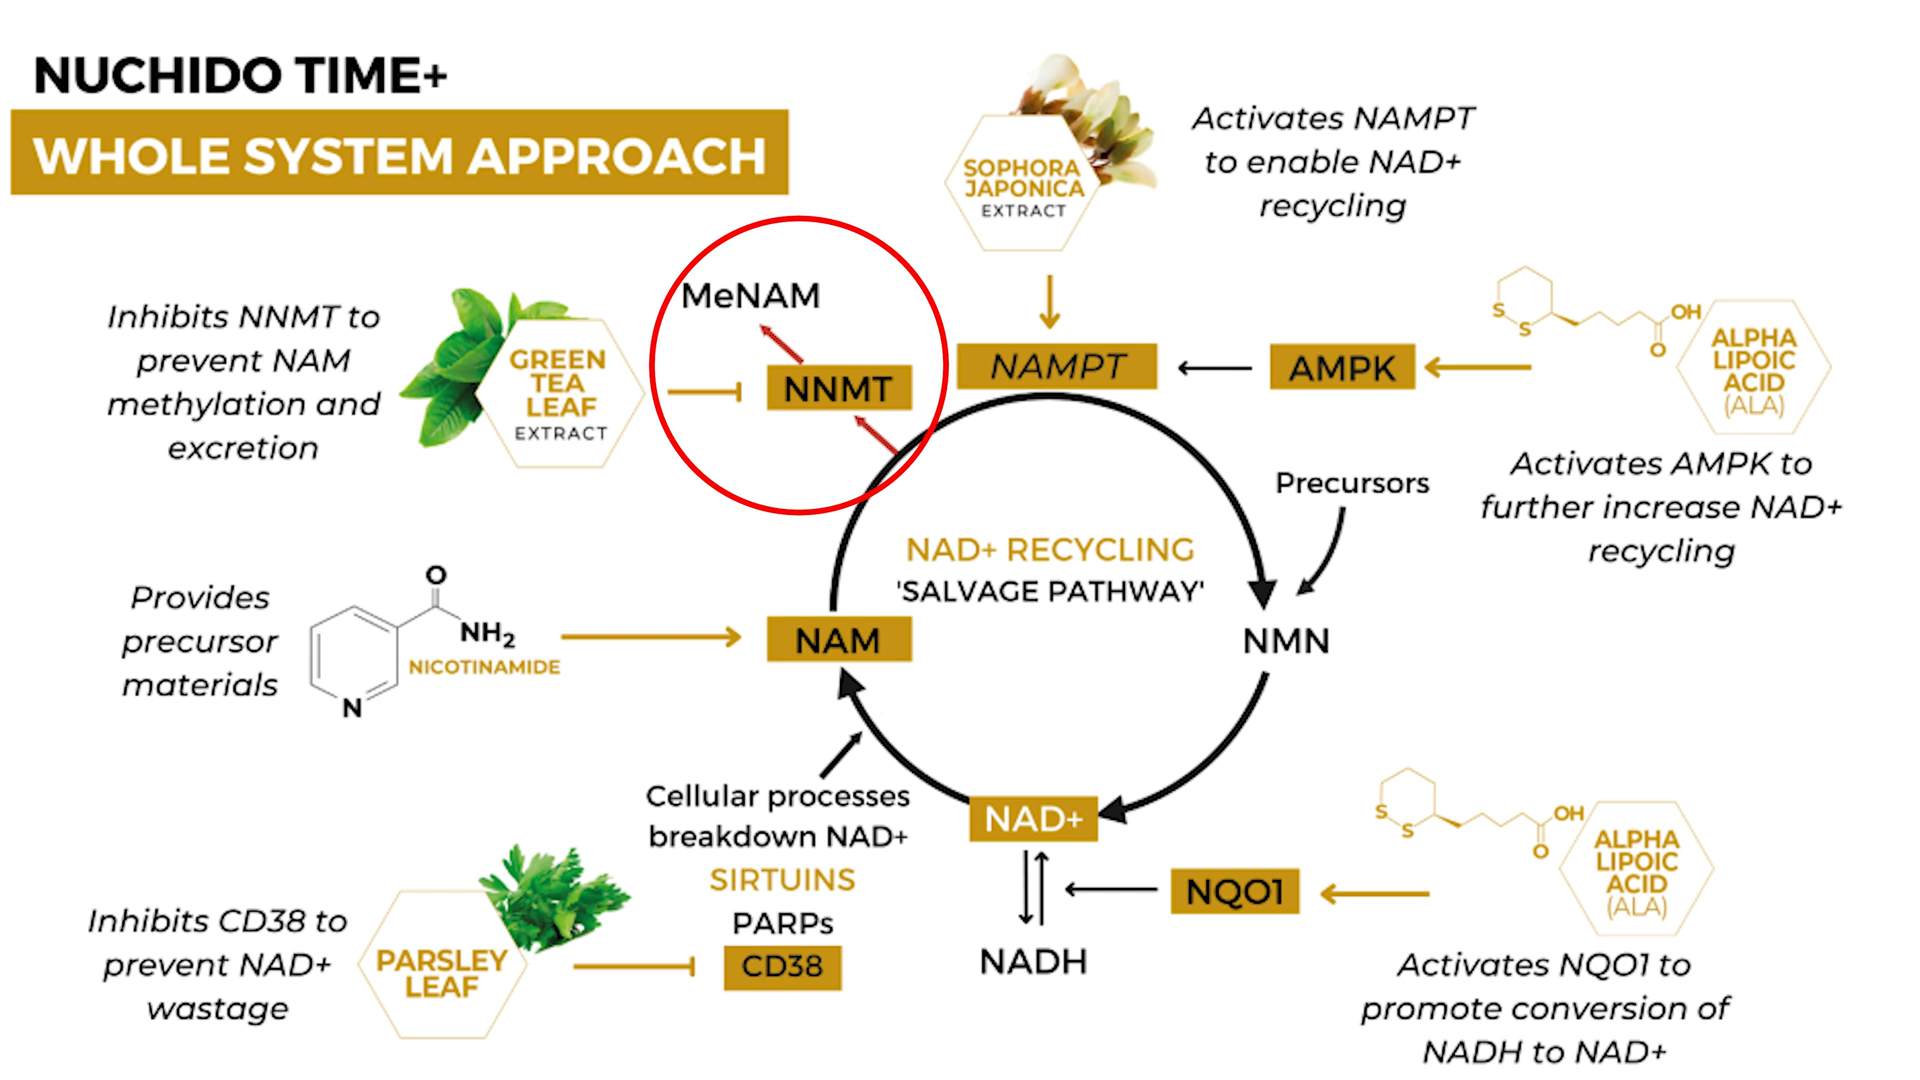 NUCHIDO TIME+
WHOLE SYSTEM APPROACH
SOPHORA
JAPONICA
EXTRACT
Activates NAMPT
to enable NAD+
recycling
Inhibits NNMT to
prevent NAM
methylation and
excretion
GREEN
TEA
LEAF
EXTRACT
MeNAM
NNMT
NAMPT
AMPK
S
S
OH
O
ALPHA
LIPOIC
ACID
(ALA)
Activates AMPK to
further increase NAD+
recycling
Precursors
NAD+ RECYCLING
'SALVAGE PATHWAY'
Provides
precursor
materials
O
NH2
N
NICOTINAMIDE
NAM
NMN
Cellular processes
breakdown NAD+
SIRTUINS
PARPs
CD38
NAD+
NADH
NQO1
S
S
OH
O
ALPHA
LIPOIC
ACID
(ALA)
Inhibits CD38 to
prevent NAD+
wastage
PARSLEY
LEAF
Activates NQO1 to
promote conversion of
NADH to NAD+